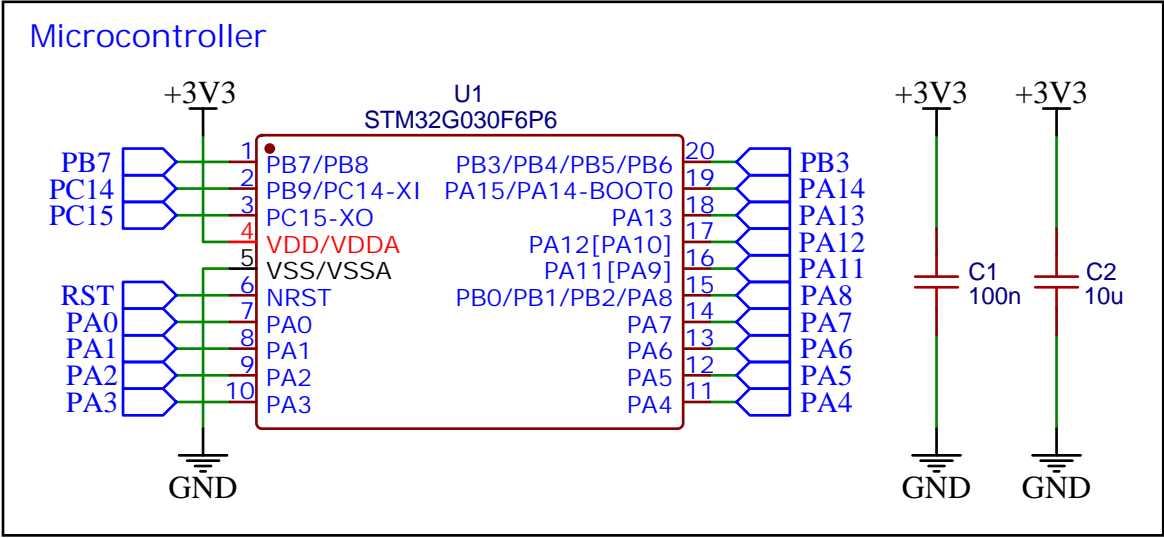 Microcontroller
+3V3
U1
STM32G030F6P6
+3V3
+3V3
PB7 1 PB7/PB8 PB3/PB4/PB5/PB6 20 PB3
PC14 2 PB9/PC14-XI PA15/PA14-BOOT0 19 PA14
PC15 3 PC15-XO PA13 18 PA13
4 VDD/VDDA PA12[PA10] 17 PA12
5 VSS/VSSA PA11[PA9] 16 PA11
RST 6 NRST PB0/PB1/PB2/PA8 15 PA8
PA0 7 PA0 PA7 14 PA7
PA1 8 PA1 PA6 13 PA6
PA2 9 PA2 PA5 12 PA5
PA3 10 PA3 PA4 11 PA4
C1
100n
C2
10u
GND
GND
GND